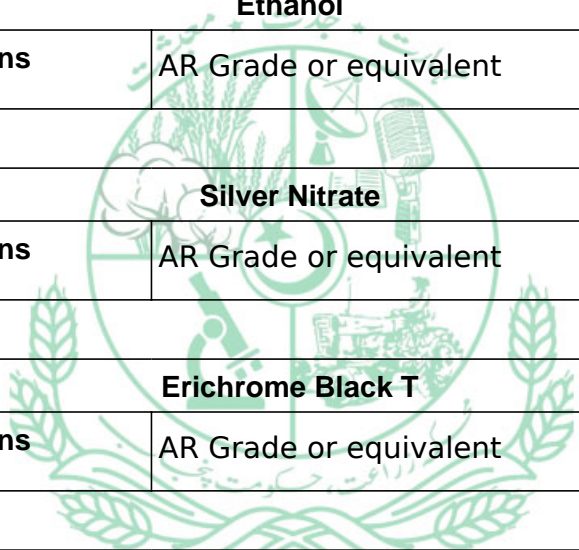 Ethanol
ns AR Grade or equivalent
Silver Nitrate
ns AR Grade or equivalent
Erichrome Black T
ns AR Grade or equivalent